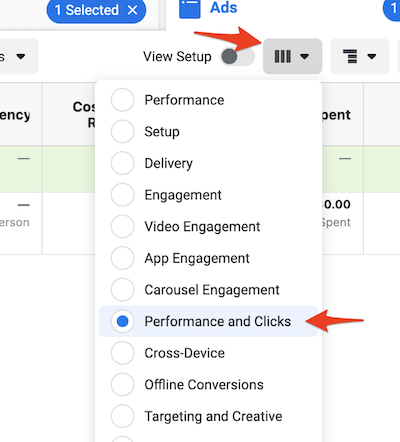 1 Selected ×
Ads
1
s
View Setup
ency
Cos
R
pent
—
—
—
$0.00
erson
Spent
Performance
Setup
Delivery
Engagement
Video Engagement
App Engagement
Carousel Engagement
Performance and Clicks
Cross-Device
Offline Conversions
Targeting and Creative